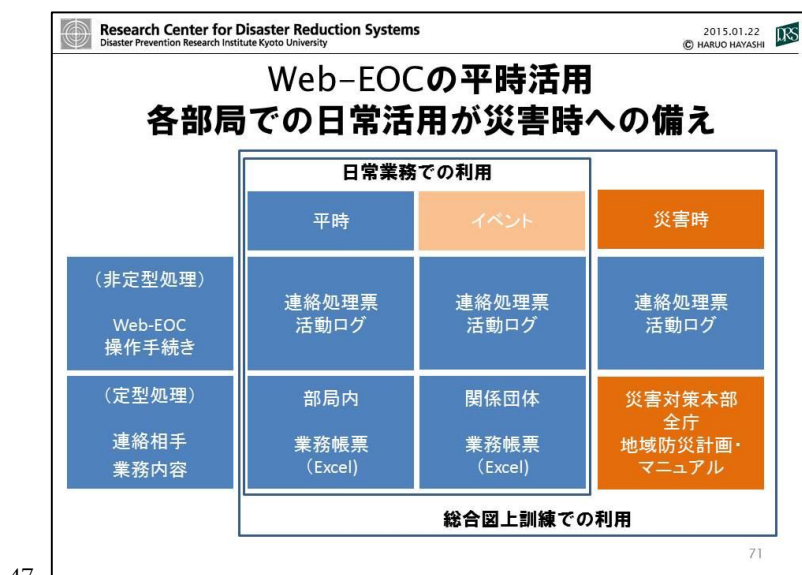 Research Center for Disaster Reduction Systems
Disaster Prevention Research Institute Kyoto University
2015.01.22
© HARUO HAYASHI
DRS
Web-EOCの平時活用
各部局での日常活用が災害時への備え
日常業務での利用
平時
イベント
災害時
(非定型処理)
Web-EOC
操作手続き
連絡処理票
活動ログ
連絡処理票
活動ログ
連絡処理票
活動ログ
(定型処理)
連絡相手
業務内容
部局内
業務帳票
(Excel)
関係団体
業務帳票
(Excel)
災害対策本部
全庁
地域防災計画・
マニュアル
総合図上訓練での利用
71
47